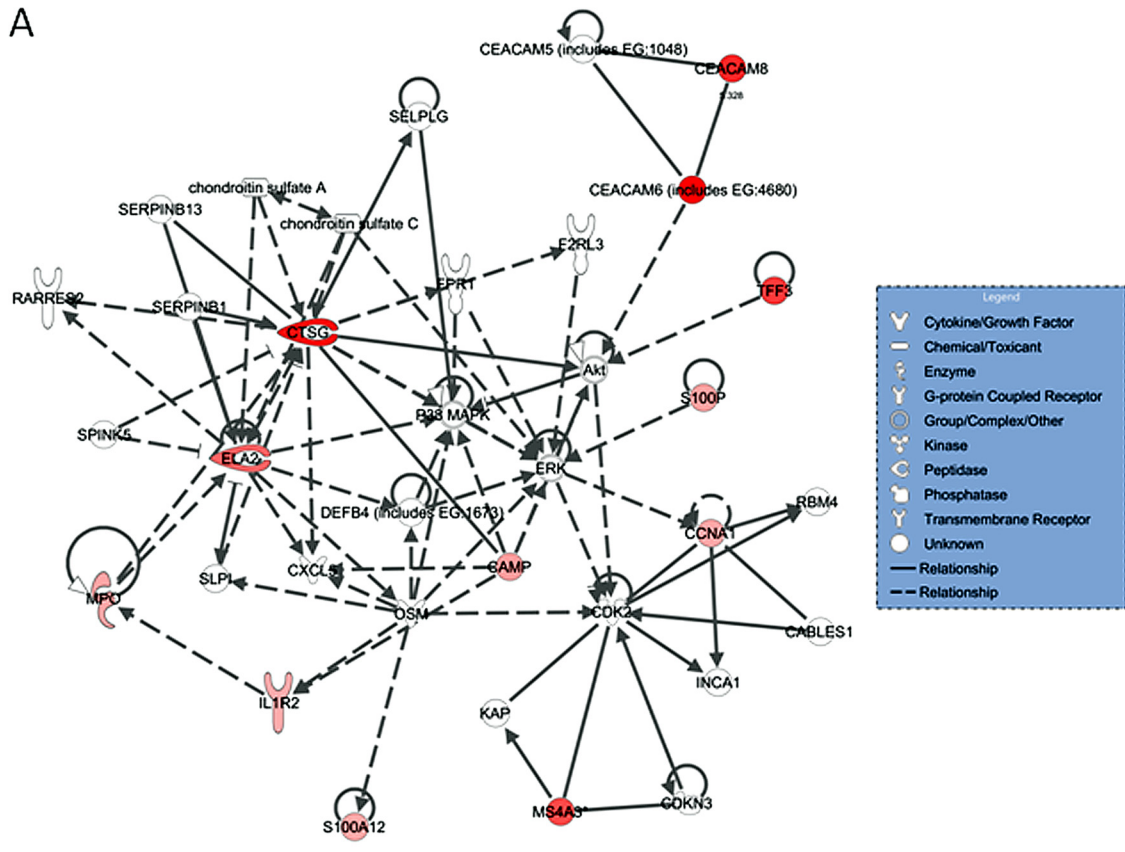 A
CEACAM5 (includes EG:1048)
CEACAM8
SELPLG
CEACAM6 (includes EG:4680)
chondroitin sulfate A
SERPINB13
chondroitin sulfate C
F2RL3
FPR1
TFF3
RARRES2
SERPINB1
CTSG
Akt
S100P
P38 MAPK
SPINK5
ELA2
ERK
DEFB4 (includes EG:1673)
RBM4
CCNA1
CXCL5
CAMP
SLPI
MPO
OSM
CDK2
CABLES1
INCA1
IL1R2
KAP
MS4A3*
CDKN3
S100A12
Legend
Cytokine/Growth Factor
Chemical/Toxicant
Enzyme
G-protein Coupled Receptor
Group/Complex/Other
Kinase
Peptidase
Phosphatase
Transmembrane Receptor
Unknown
Relationship
Relationship